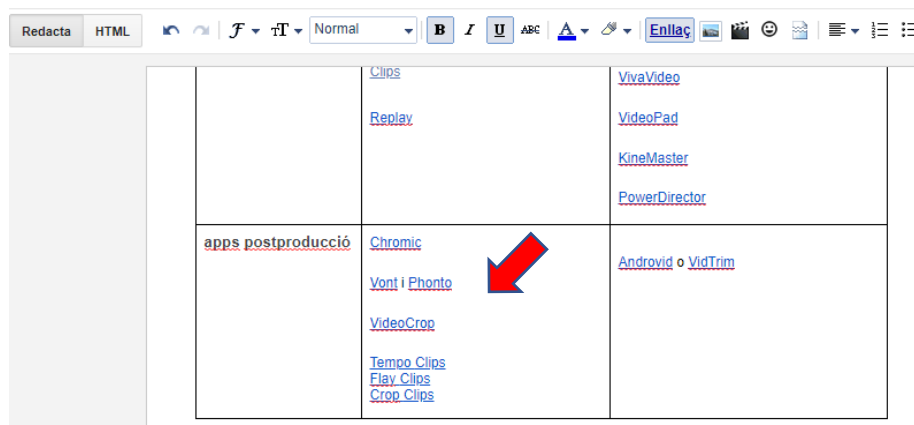 Redacta HTML Normal B I U ABC A Enllaç
Clips
Replay
VivaVideo
VideoPad
KineMaster
PowerDirector
apps postproducció
Chromic
Vont i Phonto
VideoCrop
Tempo Clips
Flay Clips
Crop Clips
Androvid o VidTrim